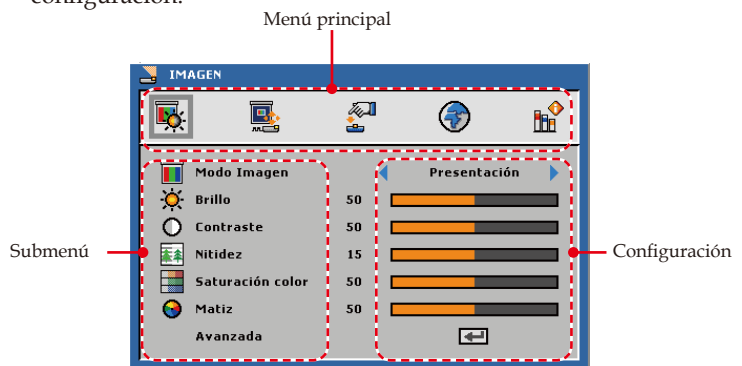 configuración.
Menú principal
IMAGEN
Modo Imagen Presentación
Brillo 50
Contraste 50
Submenú Nitidez 15 Configuración
Saturación color 50
Matiz 50
Avanzada